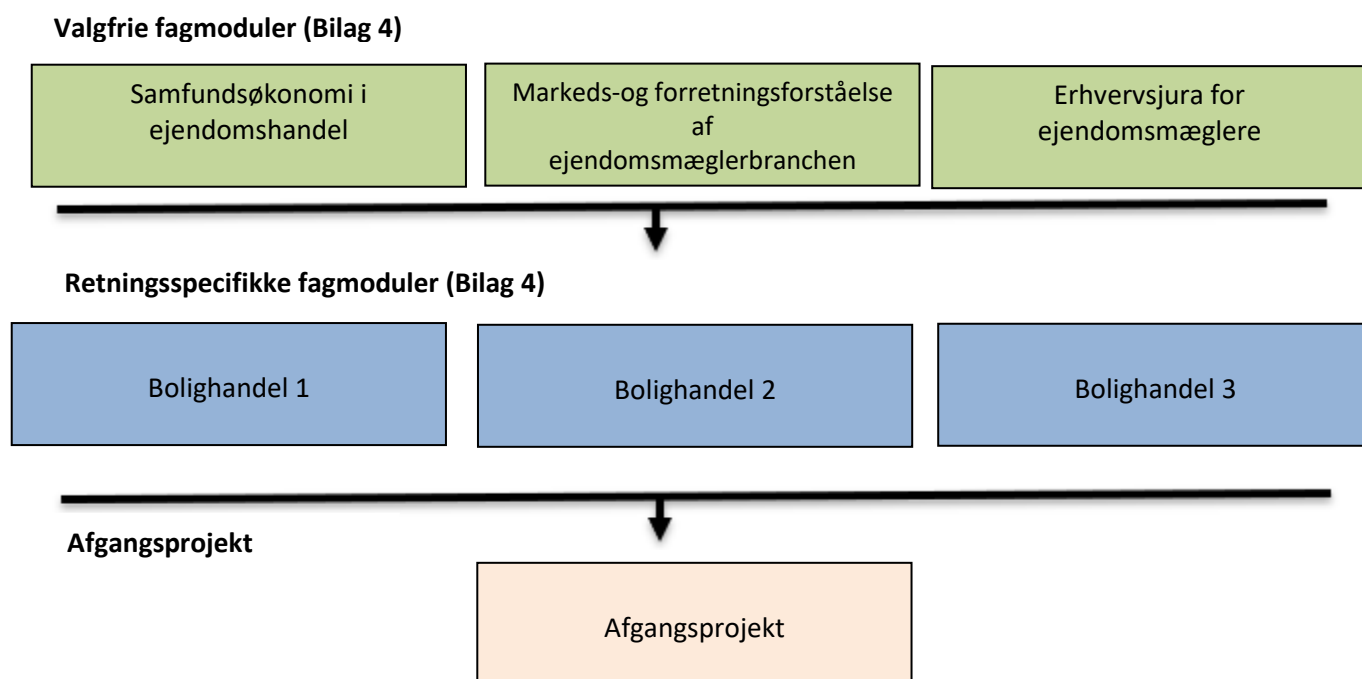 Valgfrie fagmoduler (Bilag 4)
Samfundsøkonomi i
ejendomshandel
Markeds-og forretningsforståelse
af
ejendomsmæglerbranchen
Erhvervsjura for
ejendomsmæglere
Retningsspecifikke fagmoduler (Bilag 4)
Bolighandel 1
Bolighandel 2
Bolighandel 3
Afgangsprojekt
Afgangsprojekt